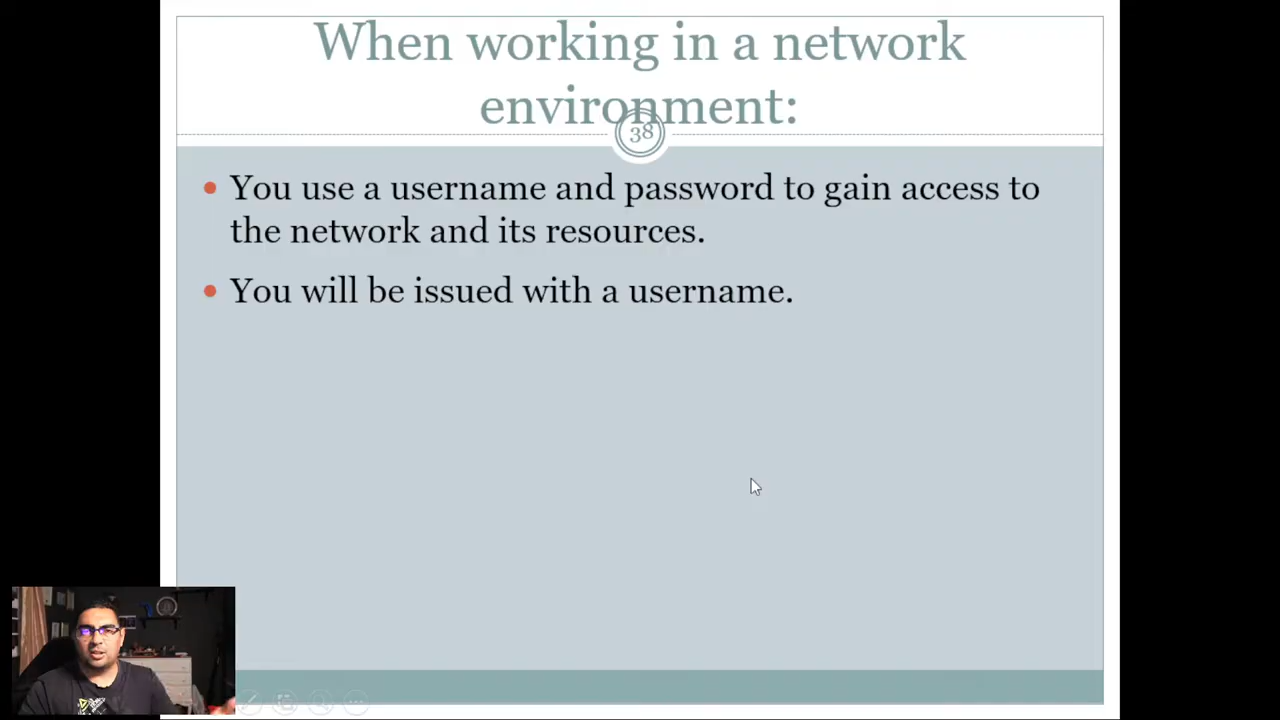 When working in a network
environment:
38
• You use a username and password to gain access to
the network and its resources.
• You will be issued with a username.